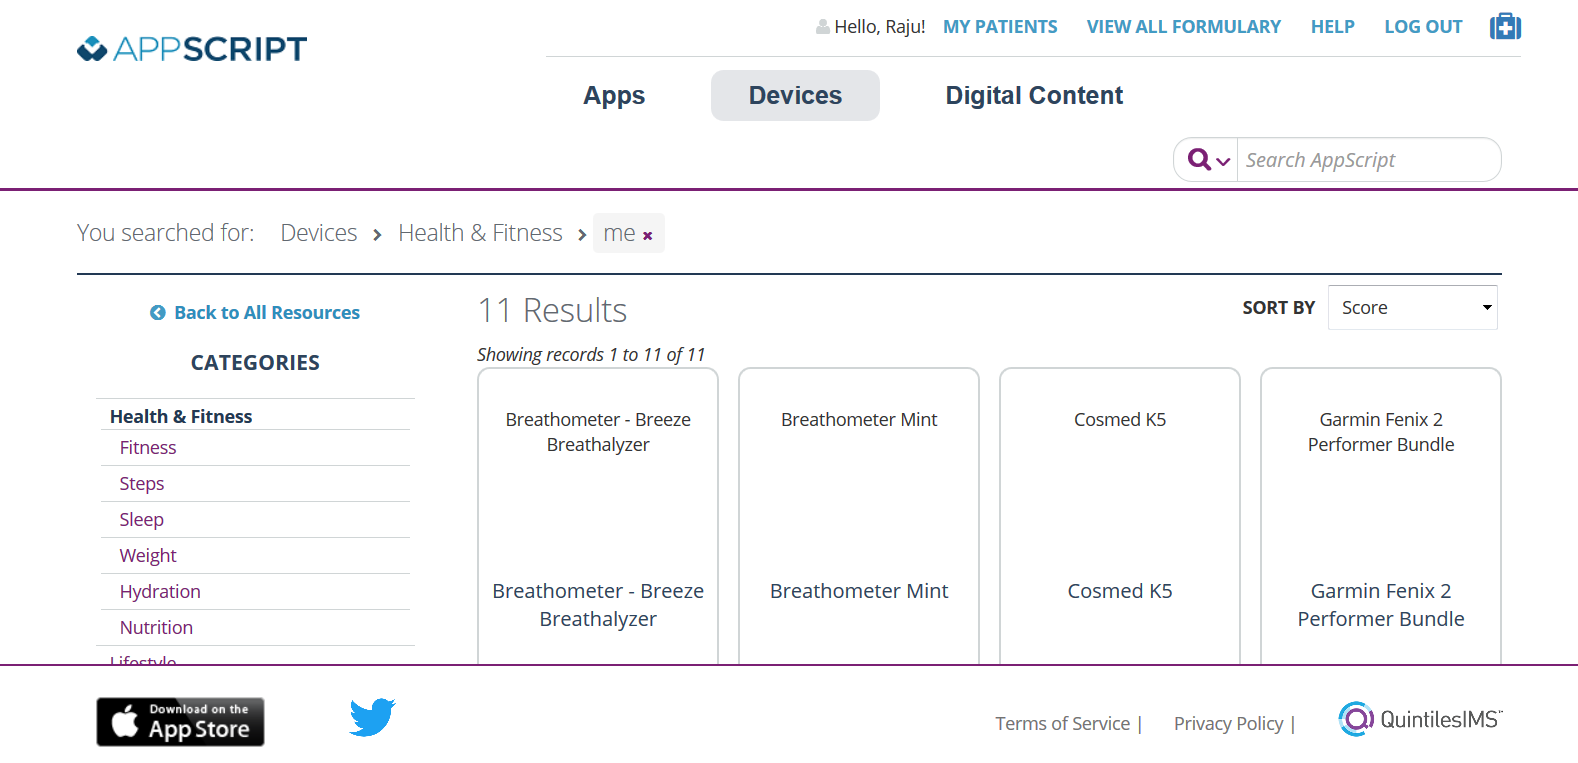 Hello, Raju! MY PATIENTS VIEW ALL FORMULARY HELP LOG OUT
APPSCRIPT
Apps Devices Digital Content
Search AppScript
You searched for: Devices Health & Fitness me
Back to All Resources
CATEGORIES
Health & Fitness
Fitness
Steps
Sleep
Weight
Hydration
Nutrition
Lifestyle
11 Results
SORT BY Score
Showing records 1 to 11 of 11
Breathometer - Breeze
Breathalyzer
Breathometer - Breeze
Breathalyzer
Breathometer Mint
Breathometer Mint
Cosmed K5
Cosmed K5
Garmin Fenix 2
Performer Bundle
Garmin Fenix 2
Performer Bundle
Download on the
App Store
Terms of Service | Privacy Policy |
QuintilesIMS™